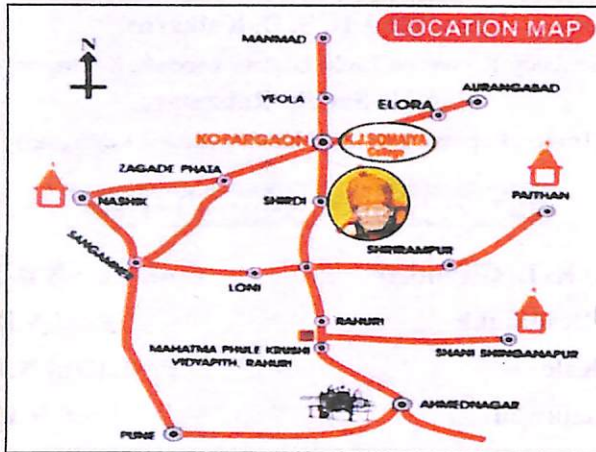 LOCATION MAP
MANMAD
N
YEOLA
ELORA
AURANGABAD
KOPARGAON
K.J.SOMAIYA
College
ZAGADE PHATA
NASHIK
SHIRDI
PAITHAN
SANGAMNER
SHRIRAMPUR
LONI
RAHURI
MAHATMA PHULE KRUSHI
VIDYAPITH, RAHURI
SHANI SHINGANAPUR
AHMEDNAGAR
PUNE